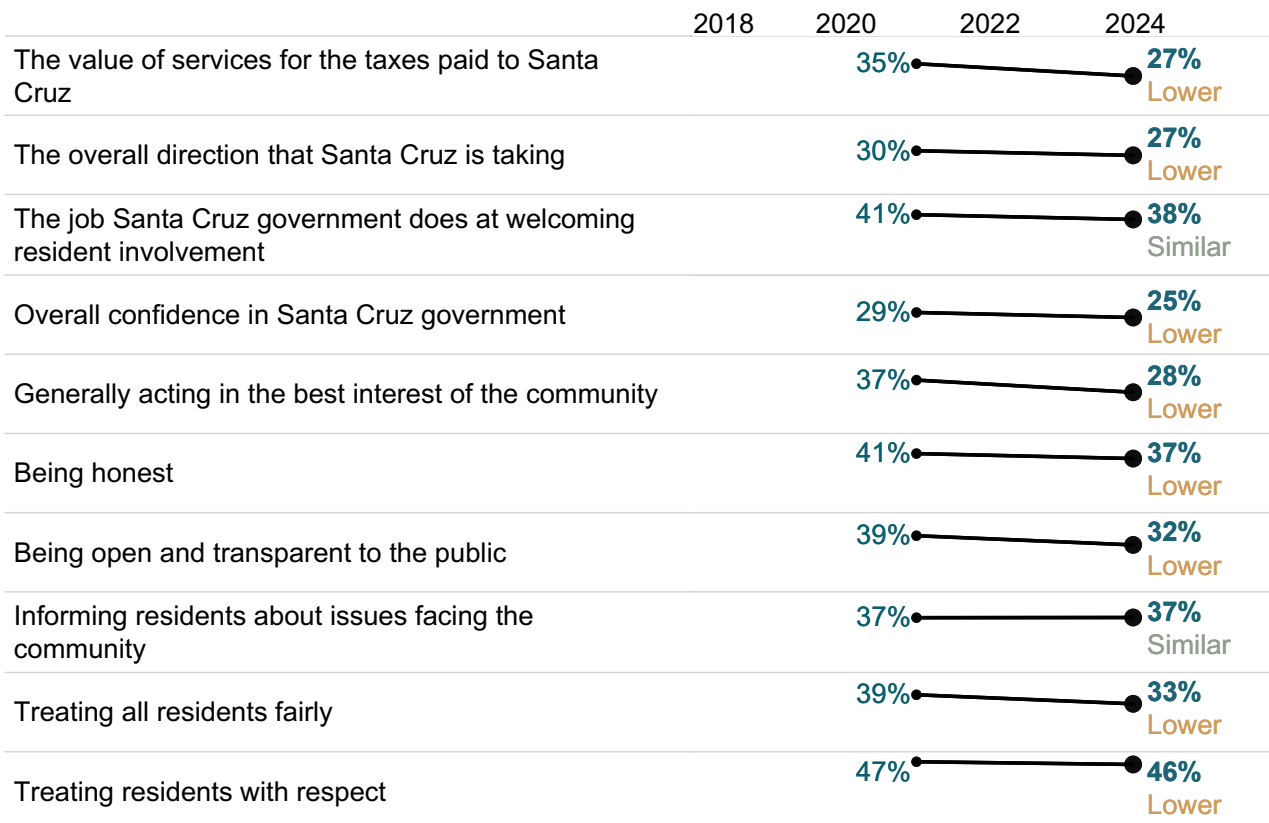 2018 2020 2022 2024
The value of services for the taxes paid to Santa
Cruz
35%
27%
Lower
The overall direction that Santa Cruz is taking
30%
27%
Lower
The job Santa Cruz government does at welcoming
resident involvement
41%
38%
Similar
Overall confidence in Santa Cruz government
29%
25%
Lower
Generally acting in the best interest of the community
37%
28%
Lower
Being honest
41%
37%
Lower
Being open and transparent to the public
39%
32%
Lower
Informing residents about issues facing the
community
37%
37%
Similar
Treating all residents fairly
39%
33%
Lower
Treating residents with respect
47%
46%
Lower